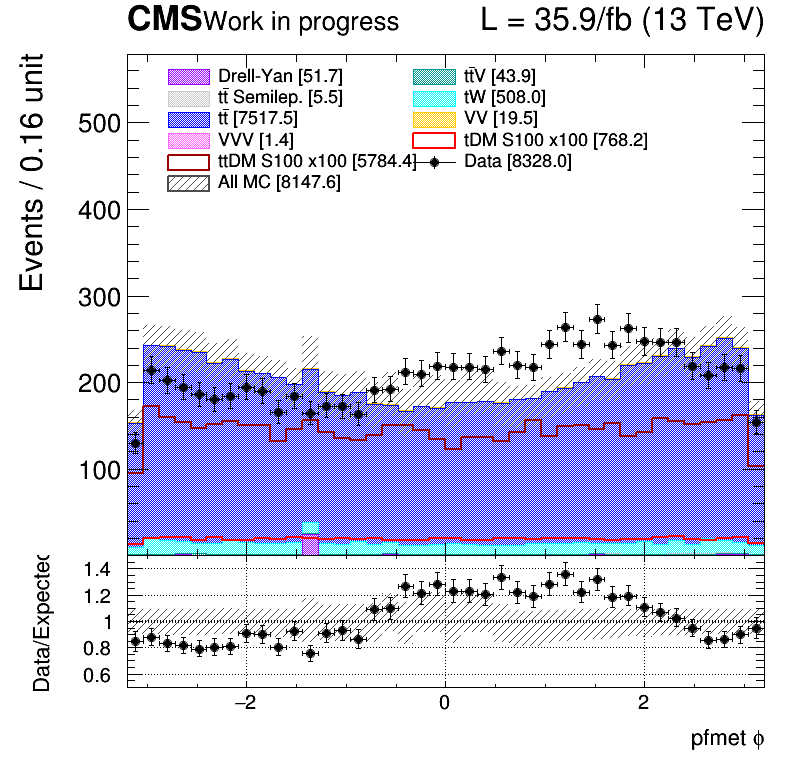 CMS Work in progress L = 35.9/fb (13 TeV)
Events / 0.16 unit
500
400
300
200
100
Drell-Yan [51.7]
tt̄ Semilep. [5.5]
tt̄ [7517.5]
VVV [1.4]
ttDM S100 x100 [5784.4]
All MC [8147.6]
tt̄V [43.9]
tW [508.0]
VV [19.5]
tDM S100 x100 [768.2]
Data [8328.0]
Data/Expected
1.4
1.2
1
0.8
0.6
−2 0 2
pfmet ϕ